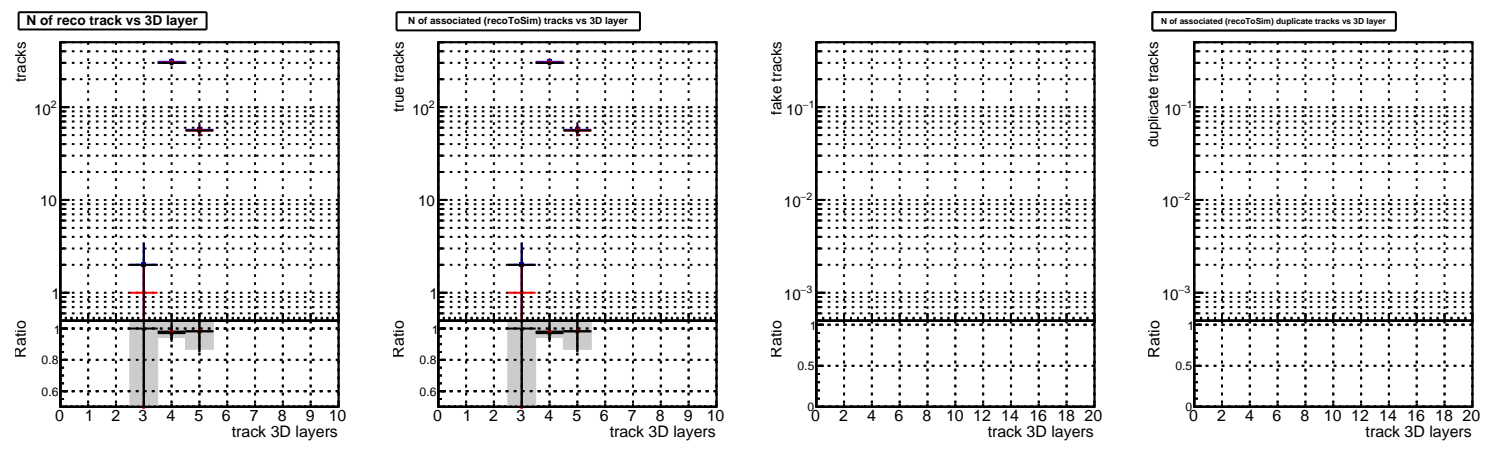 N of reco track vs 3D layer
tracks
10²
10
1
Ratio
1
0.8
0.6
0 1 2 3 4 5 6 7 8 9 10
track 3D layers
N of associated (recoToSim) tracks vs 3D layer
true tracks
10²
10
1
Ratio
1
0.8
0.6
0 1 2 3 4 5 6 7 8 9 10
track 3D layers
fake tracks
10⁻¹
10⁻²
10⁻³
Ratio
1
0.5
0
0 2 4 6 8 10 12 14 16 18 20
track 3D layers
N of associated (recoToSim) duplicate tracks vs 3D layer
duplicate tracks
10⁻¹
10⁻²
10⁻³
Ratio
1
0.5
0
0 2 4 6 8 10 12 14 16 18 20
track 3D layers